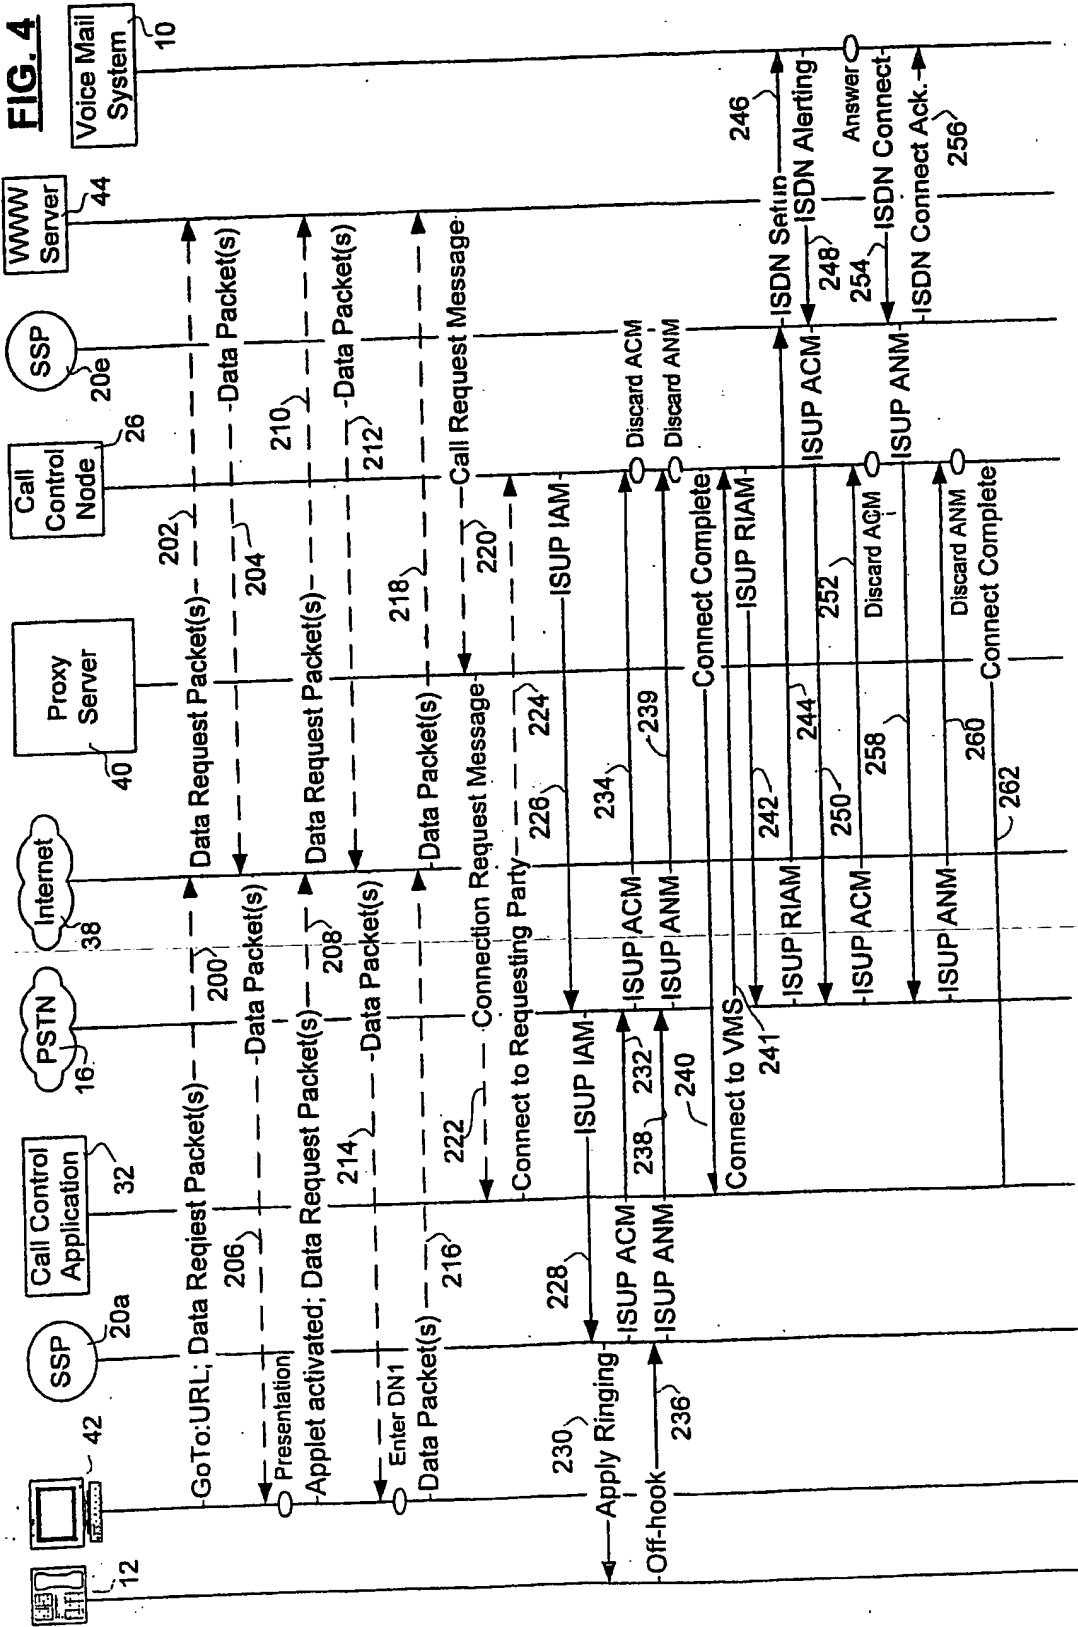 FIG. 4
12
42
SSP
20a
Call Control
Application
32
PSTN
16
Internet
38
Proxy
Server
40
Call
Control
Node
26
SSP
20e
WWW
Server
44
Voice Mail
System
10
GoTo:URL; Data Reqiest Packet(s)
200
Data Request Packet(s)
202
Data Packet(s)
204
Data Packet(s)
206
Presentation
Applet activated; Data Request Packet(s)
208
Data Request Packet(s)
210
Data Packet(s)
212
Data Packet(s)
214
Enter DN1
Data Packet(s)
216
Data Packet(s)
218
Call Request Message
220
Connection Request Message
222
Connect to Requesting Party
224
ISUP IAM
226
ISUP IAM
228
Apply Ringing
230
ISUP ACM
232
ISUP ACM
234
Discard ACM
Off-hook
236
ISUP ANM
238
ISUP ANM
239
Discard ANM
Connect Complete
240
Connect to VMS
241
ISUP RIAM
242
ISUP RIAM
244
ISDN Setup
246
ISDN Alerting
248
ISUP ACM
250
ISUP ACM
252
Discard ACM
Answer
ISDN Connect
254
ISDN Connect Ack.
256
ISUP ANM
258
ISUP ANM
260
Discard ANM
Connect Complete
262